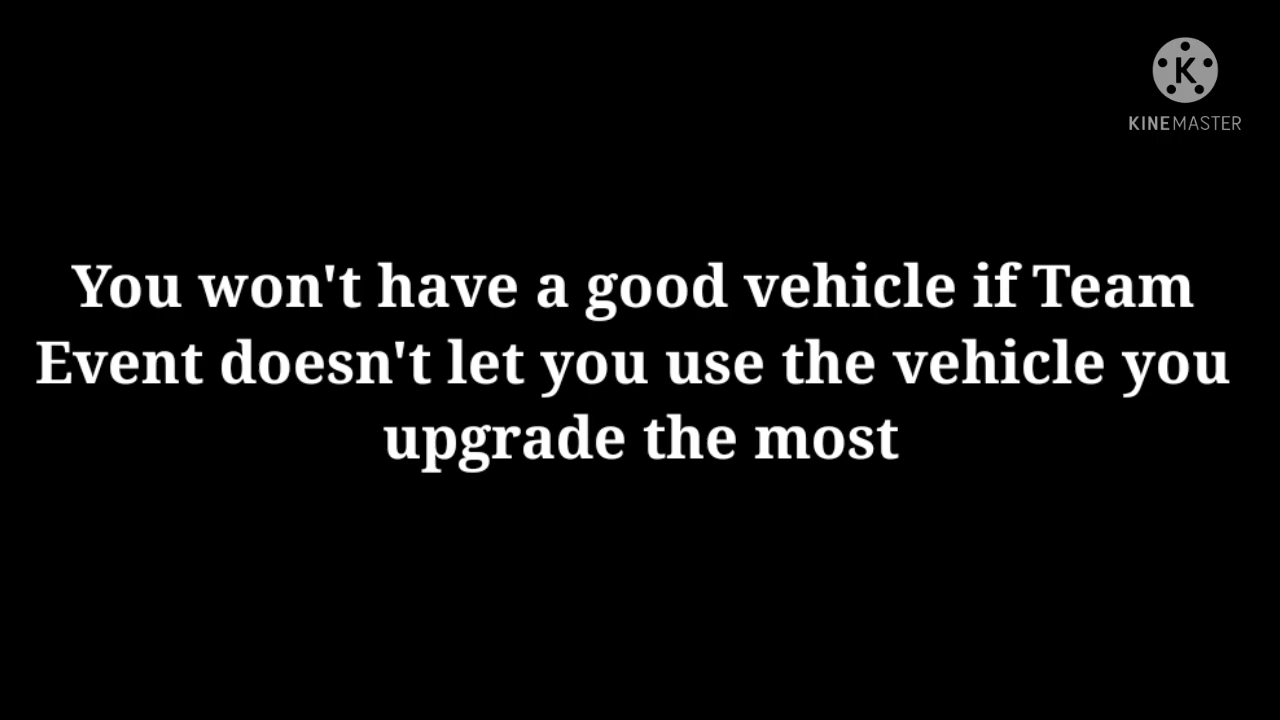 K
KINEMASTER
You won't have a good vehicle if Team
Event doesn't let you use the vehicle you
upgrade the most